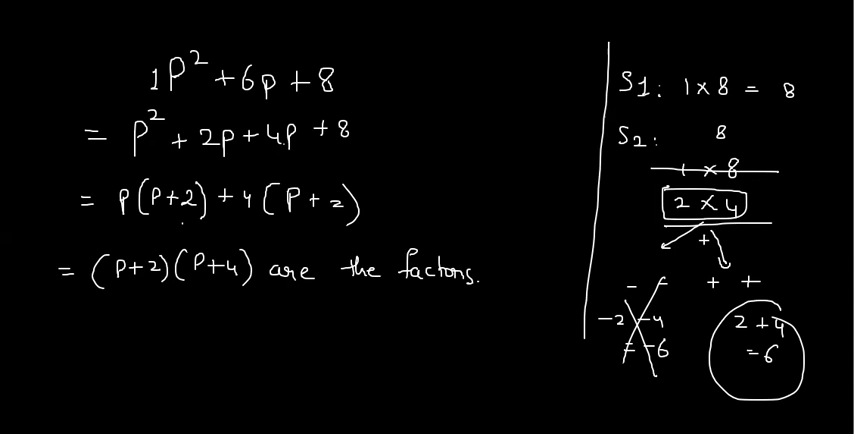 1P² + 6p + 8
= P² + 2p + 4p + 8
= P(P+2) + 4(P+2)
= (P+2)(P+4) are the factors.
S1: 1 × 8 = 8
S2: 8
1 × 8
2 × 4
+
- -
+ +
-2 -4
= -6
2 + 4
= 6